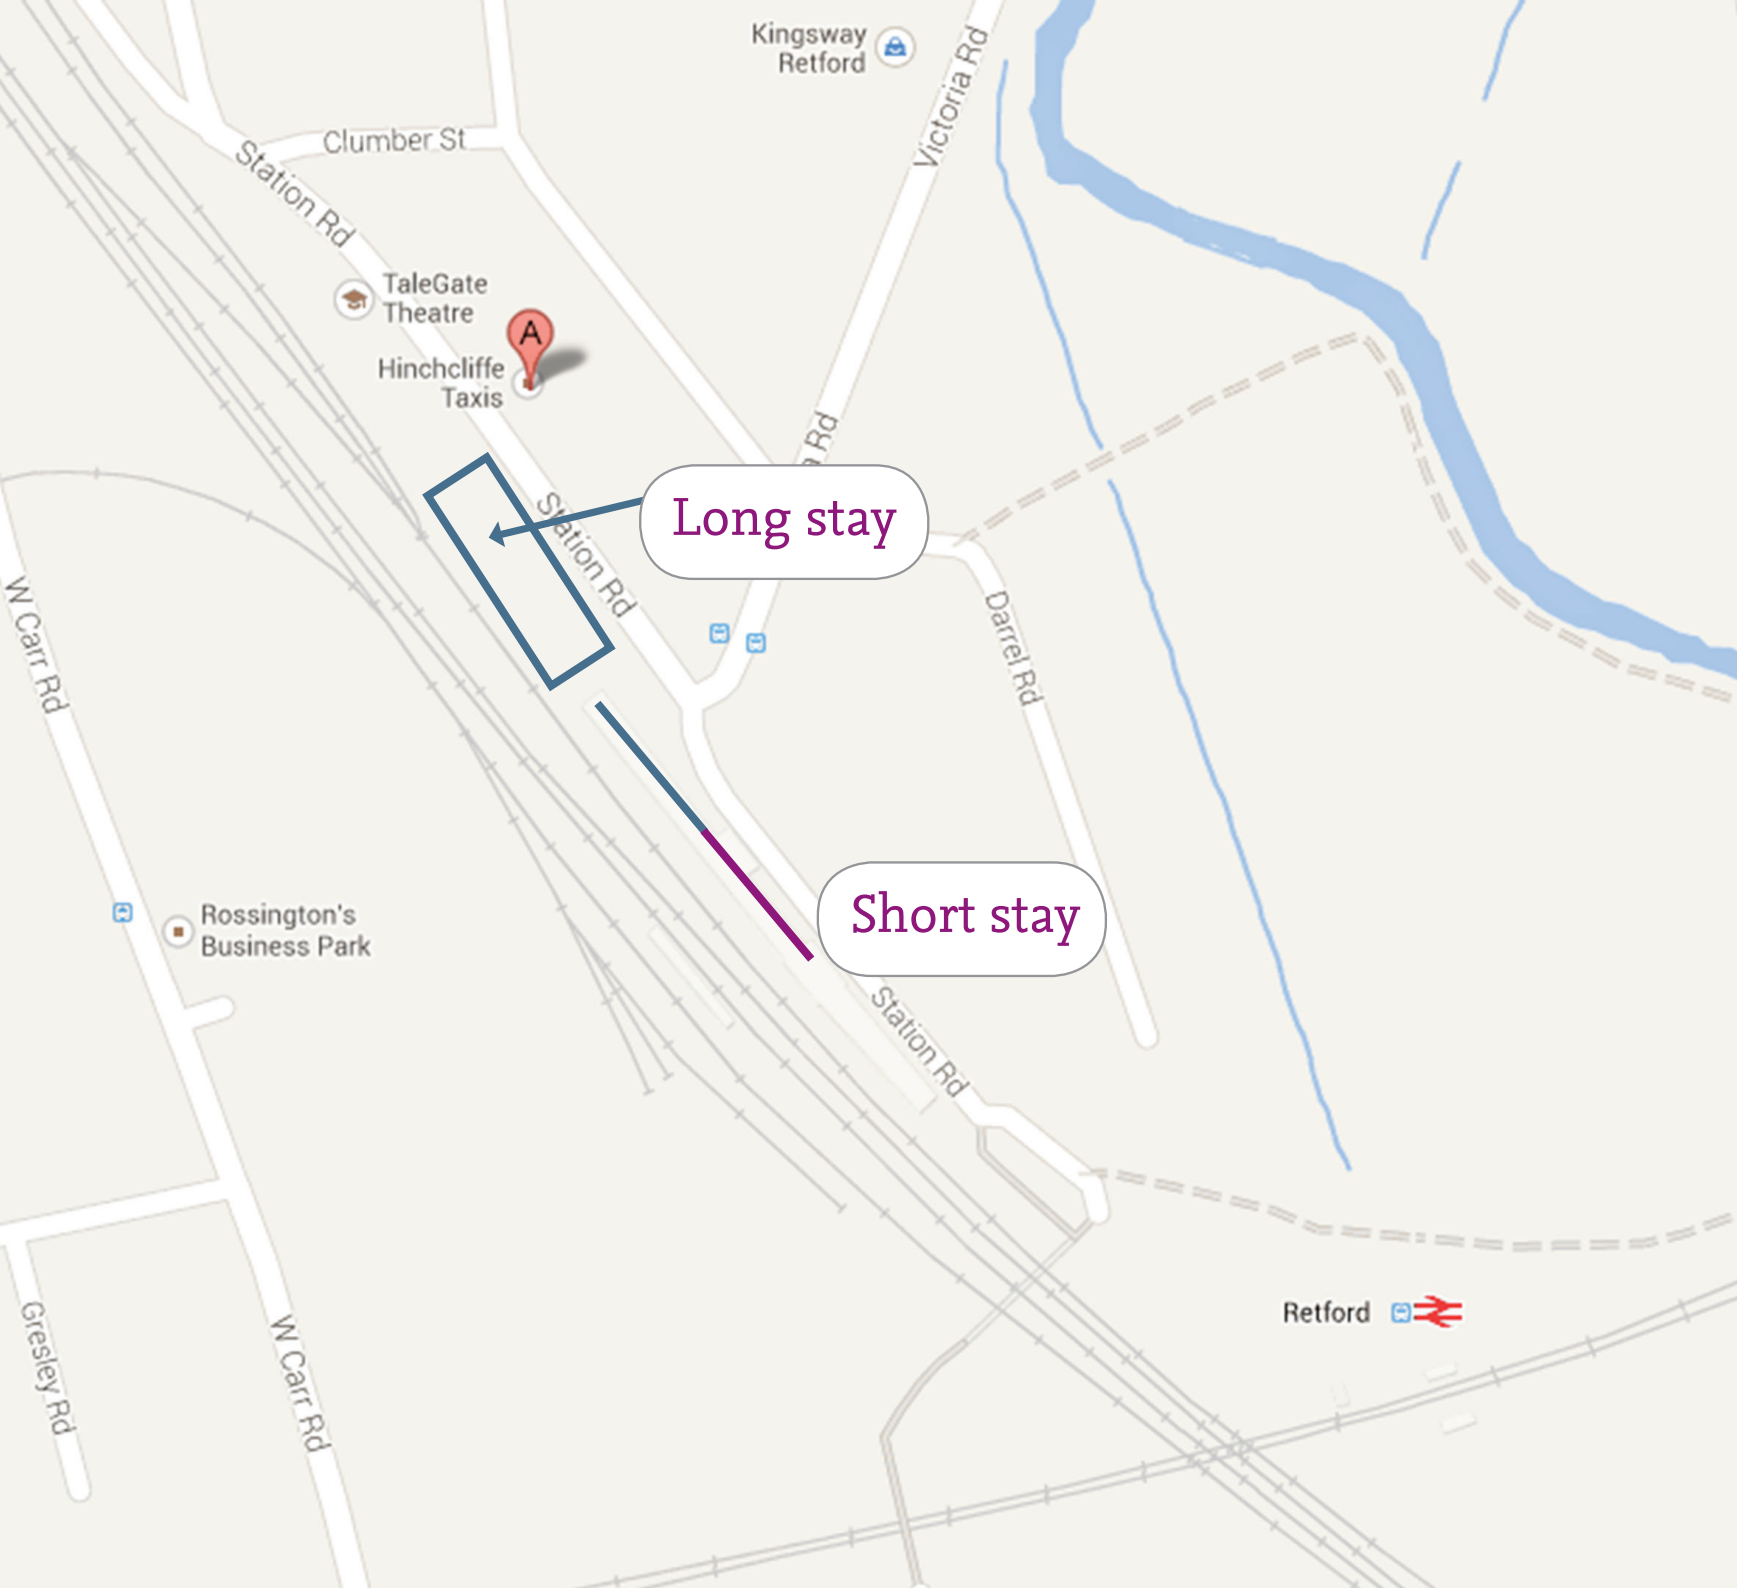 Kingsway
Retford
Victoria Rd
Clumber St
Station Rd
TaleGate
Theatre
A
Hinchcliffe
Taxis
a Rd
Long stay
Station Rd
W Carr Rd
Darrel Rd
Short stay
Rossington's
Business Park
Station Rd
Retford
Gresley Rd
W Carr Rd